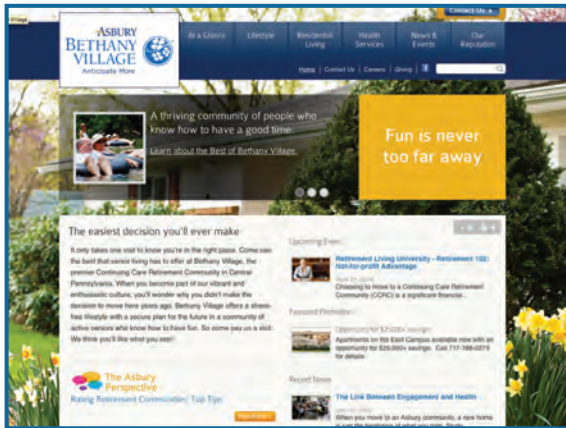 Contact Us
Village
ASBURY
BETHANY
VILLAGE
Anticipate More
At a Glance
Lifestyle
Residential
Living
Health
Services
News &
Events
Our
Reputation
Home | Contact Us | Careers | Giving |
A thriving community of people who
know how to have a good time.
Learn about the Best of Bethany Village.
Fun is never
too far away
The easiest decision you'll ever make
It only takes one visit to know you're in the right place. Come see
the best that senior living has to offer at Bethany Village, the
premier Continuing Care Retirement Community in Central
Pennsylvania. When you become part of our vibrant and
enthusiastic culture, you'll wonder why you didn't make the
decision to move here years ago. Bethany Village offers a stress-
free lifestyle with a secure plan for the future in a community of
active seniors who know how to have fun. So come pay us a visit.
We think you'll like what you see!
The Asbury
Perspective
Rating Retirement Communities: Top Tips
Upcoming Events
Retirement Living University - Retirement 102:
Not-for-profit Advantage
Choosing to move to a Continuing Care Retirement
Community (CCRC) is a significant financial...
Featured Promotion
Opportunity for $25,000+ savings!
Apartments on the East Campus available now with an
opportunity for $25,000+ savings. Call 717-766-0279
for details.
Recent News
The Link Between Engagement and Health
When you move to an Asbury community, a new home